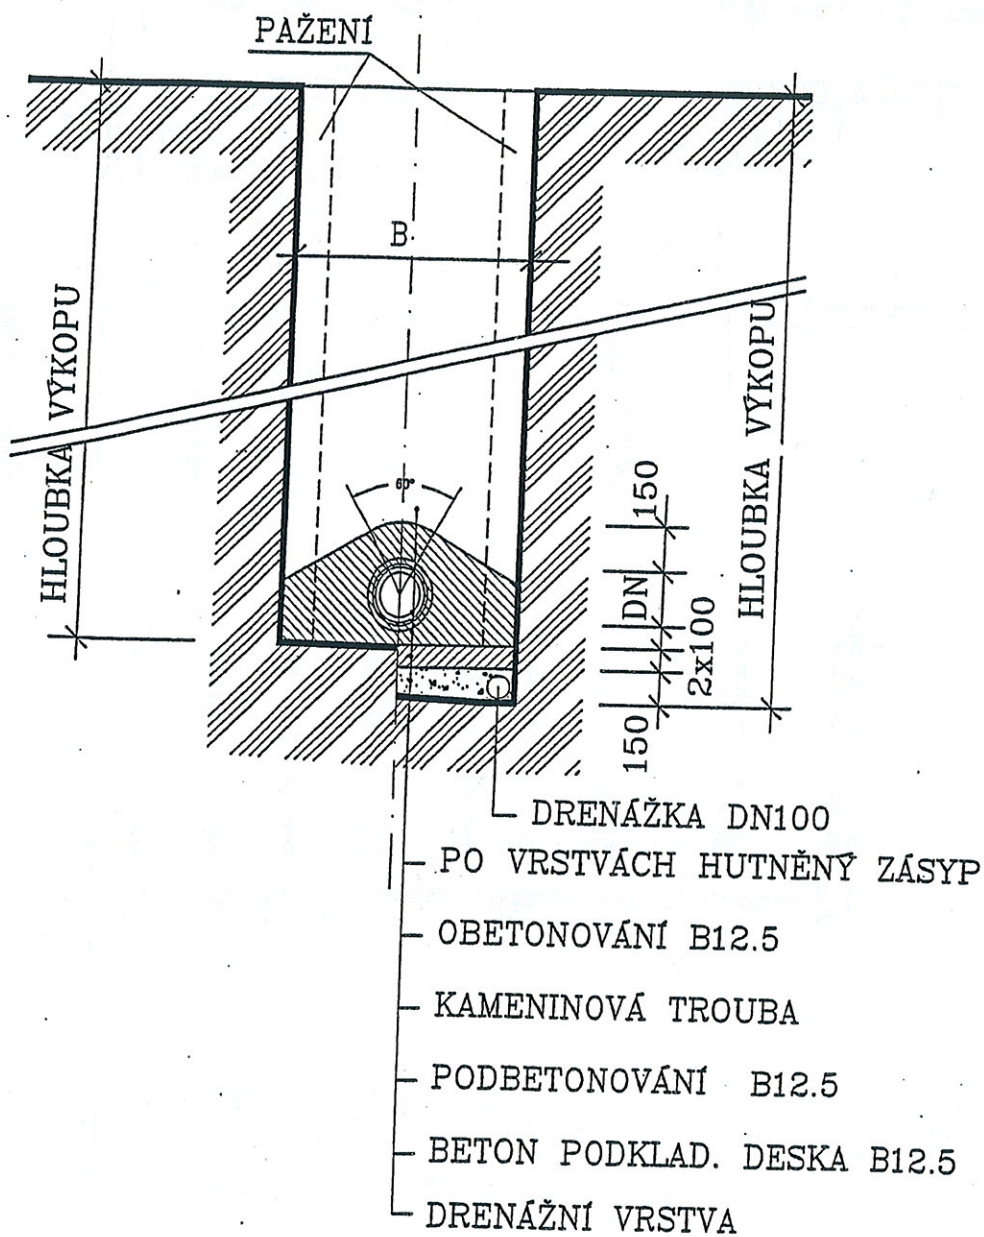 PAŽENÍ
B
HLOUBKA VÝKOPU
HLOUBKA VÝKOPU
60°
150
DN
2x100
150
DRENÁŽKA DN100
PO VRSTVÁCH HUTNĚNÝ ZÁSYP
OBETONOVÁNÍ B12.5
KAMENINOVÁ TROUBA
PODBETONOVÁNÍ B12.5
BETON PODKLAD. DESKA B12.5
DRENÁŽNÍ VRSTVA